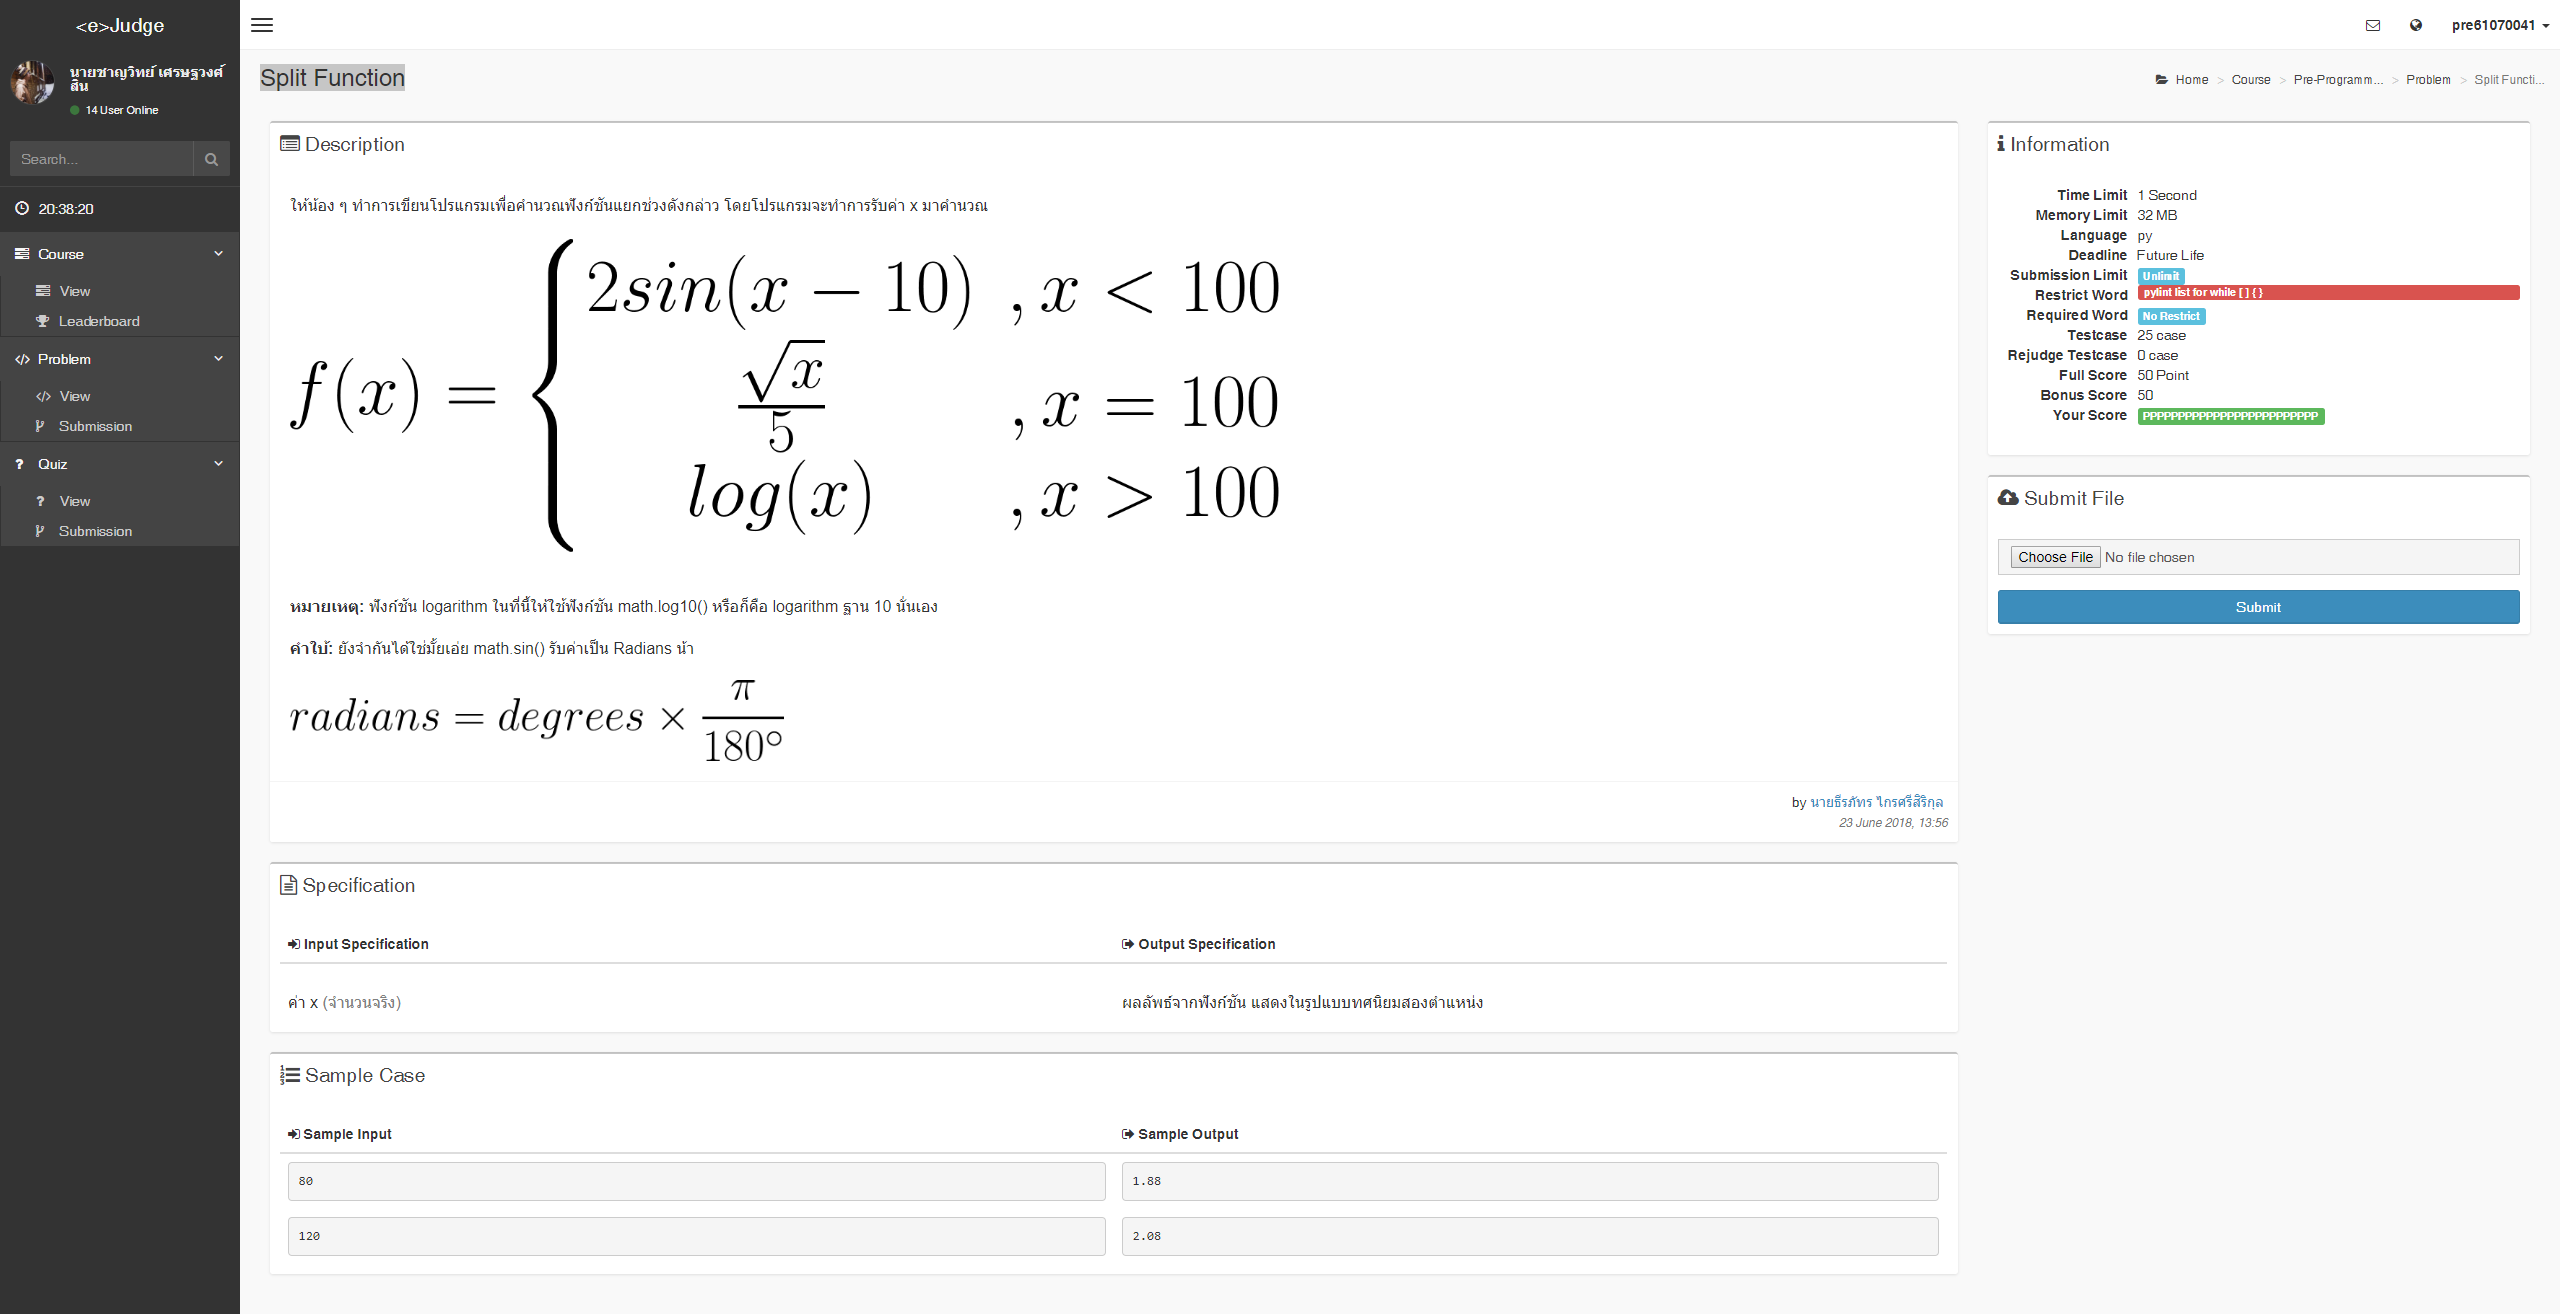 <e>Judge
pre61070041
นายชาญวิทย์ เศรษฐวงศ์
สิน
14 User Online
Search...
20:38:20
Course
View
Leaderboard
Problem
View
Submission
Quiz
View
Submission
Split Function
Home > Course > Pre-Programm... > Problem > Split Functi...
Description
ให้น้อง ๆ ทำการเขียนโปรแกรมเพื่อคำนวณฟังก์ชันแยกช่วงดังกล่าว โดยโปรแกรมจะทำการรับค่า x มาคำนวณ
2sin(x − 10) , x < 100
f(x) = { √x / 5 , x = 100
log(x) , x > 100
หมายเหตุ: ฟังก์ชัน logarithm ในที่นี้ให้ใช้ฟังก์ชัน math.log10() หรือก็คือ logarithm ฐาน 10 นั่นเอง
คำใบ้: ยังจำกันได้ใช่มั้ยเอ่ย math.sin() รับค่าเป็น Radians น้า
radians = degrees × π / 180°
by นายธีรภัทร ไกรศรีสิริกุล
23 June 2018, 13:56
Specification
Input Specification
Output Specification
ค่า x (จำนวนจริง)
ผลลัพธ์จากฟังก์ชัน แสดงในรูปแบบทศนิยมสองตำแหน่ง
Sample Case
Sample Input
Sample Output
80
1.88
120
2.08
Information
Time Limit 1 Second
Memory Limit 32 MB
Language py
Deadline Future Life
Submission Limit Unlimit
Restrict Word pylint list for while [ ] { }
Required Word No Restrict
Testcase 25 case
Rejudge Testcase 0 case
Full Score 50 Point
Bonus Score 50
Your Score PPPPPPPPPPPPPPPPPPPPPPPPP
Submit File
Choose File No file chosen
Submit